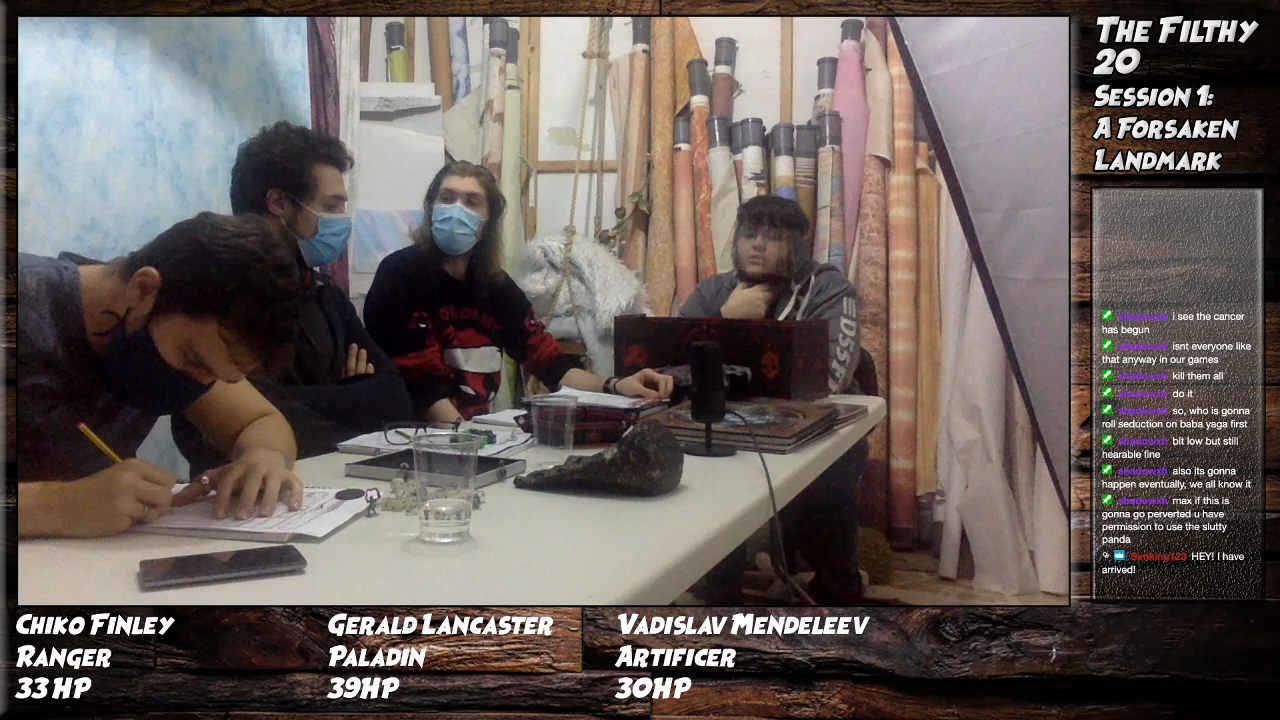 THE FILTHY
20
SESSION 1:
A FORSAKEN
LANDMARK
i see the cancer
has begun
isnt everyone like
that anyway in our games
kill them all
do it
so, who is gonna
roll seduction on baba yaga first
bit low but still
hearable fine
also its gonna
happen eventually, we all know it
max if this is
gonna go perverted u have
permission to use the slutty
panda
HEY! I have
arrived!
CHIKO FINLEY
RANGER
33 HP
GERALD LANCASTER
PALADIN
39HP
VADISLAV MENDELEEV
ARTIFICER
30HP